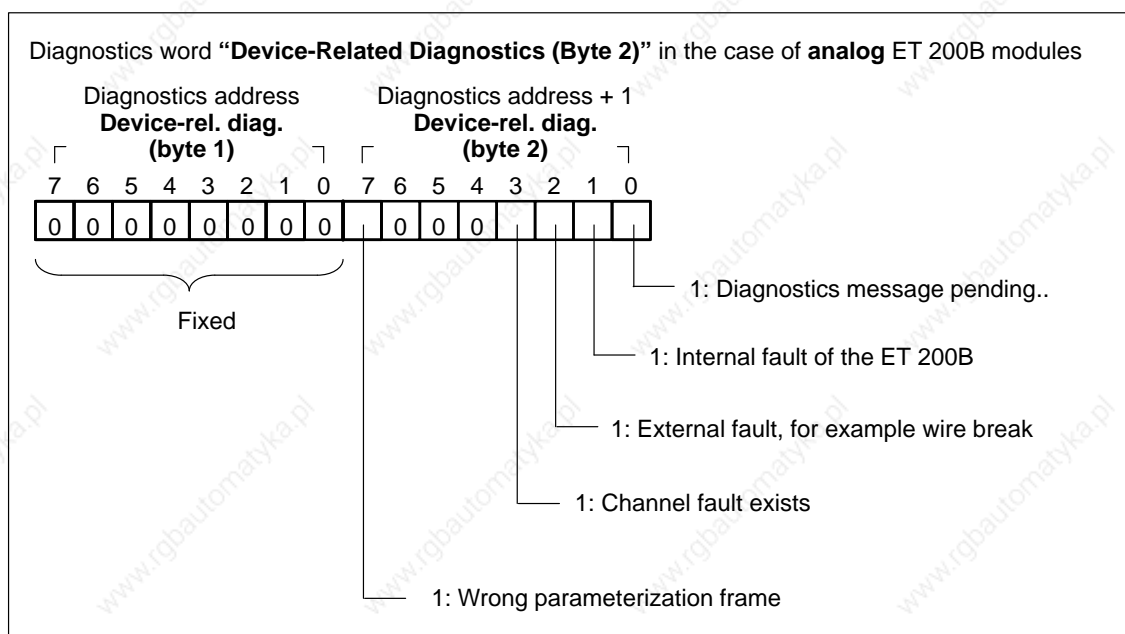 Diagnostics word “Device-Related Diagnostics (Byte 2)” in the case of analog ET 200B modules
Diagnostics address Diagnostics address + 1
Device-rel. diag. Device-rel. diag.
(byte 1) (byte 2)
7 6 5 4 3 2 1 0 7 6 5 4 3 2 1 0
0 0 0 0 0 0 0 0 0 0 0
1: Diagnostics message pending..
Fixed
1: Internal fault of the ET 200B
1: External fault, for example wire break
1: Channel fault exists
1: Wrong parameterization frame
www.rgbautomatyka.pl